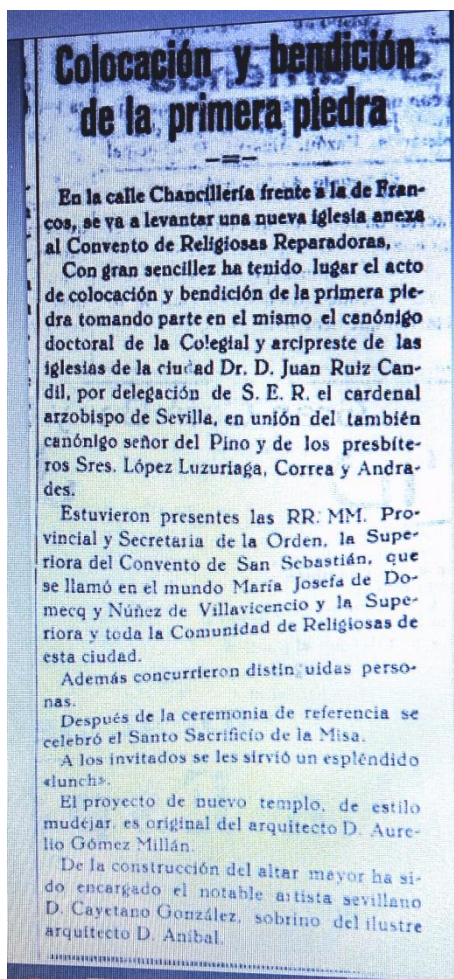 Colocación y bendición
de la primera piedra
En la calle Chancillería frente a la de Fran-
cos, se va a levantar una nueva iglesia anexa
al Convento de Religiosas Reparadoras,
Con gran sencillez ha tenido lugar el acto
de colocación y bendición de la primera pie-
dra tomando parte en el mismo el canónigo
doctoral de la Colegial y arcipreste de las
iglesias de la ciudad Dr. D. Juan Ruiz Can-
dil, por delegación de S. E. R. el cardenal
arzobispo de Sevilla, en unión del también
canónigo señor del Pino y de los presbíte-
ros Sres. López Luzuriaga, Correa y Andra-
des.
Estuvieron presentes las RR. MM. Pro-
vincial y Secretaria de la Orden, la Supe-
riora del Convento de San Sebastián, que
se llamó en el mundo María Josefa de Do-
mecq y Núñez de Villavicencio y la Supe-
riora y toda la Comunidad de Religiosas de
esta ciudad.
Además concurrieron distinguidas perso-
nas.
Después de la ceremonia de referencia se
celebró el Santo Sacrificio de la Misa.
A los invitados se les sirvió un espléndido
«lunch».
El proyecto de nuevo templo, de estilo
mudéjar, es original del arquitecto D. Aure-
lio Gómez Millán.
De la construcción del altar mayor ha si-
do encargado el notable artista sevillano
D. Cayetano González, sobrino del ilustre
arquitecto D. Aníbal.